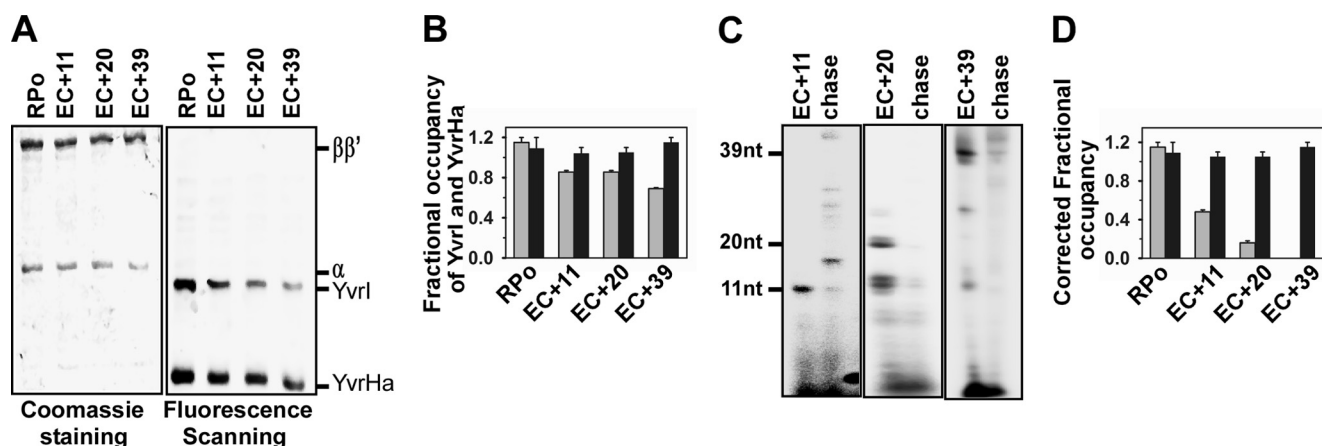 A
RPo
EC+11
EC+20
EC+39
ββ'
α
YvrI
YvrHa
Coomassie
staining
Fluorescence
Scanning
RPo
EC+11
EC+20
EC+39
B
Fractional occupancy
of YvrI and YvrHa
1.2
0.8
0.4
0.0
RPo
EC+11
EC+20
EC+39
C
EC+11
chase
EC+20
chase
EC+39
chase
39nt
20nt
11nt
D
Corrected Fractional
occupancy
1.2
0.8
0.4
0.0
RPo
EC+11
EC+20
EC+39